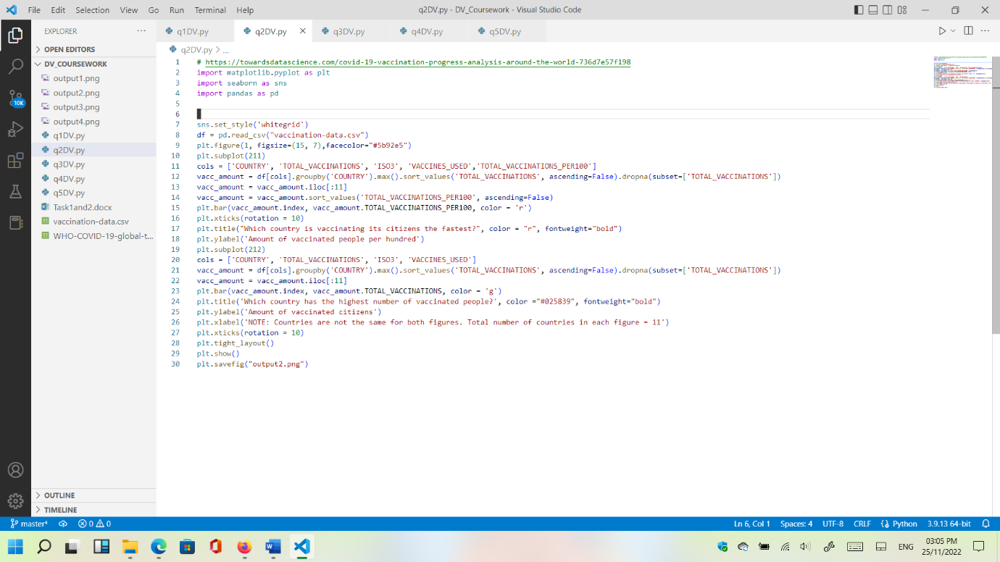 File Edit Selection View Go Run Terminal Help
q2DV.py - DV_Coursework - Visual Studio Code
EXPLORER
OPEN EDITORS
DV_COURSEWORK
output1.png
output2.png
output3.png
output4.png
q1DV.py
q2DV.py
q3DV.py
q4DV.py
q5DV.py
Task1and2.docx
vaccination-data.csv
WHO-COVID-19-global-t...
OUTLINE
TIMELINE
10K
q1DV.py q2DV.py q3DV.py q4DV.py q5DV.py
q2DV.py > ...
1 # https://towardsdatascience.com/covid-19-vaccination-progress-analysis-around-the-world-736d7e57f198
2 import matplotlib.pyplot as plt
3 import seaborn as sns
4 import pandas as pd
5
6
7 sns.set_style('whitegrid')
8 df = pd.read_csv("vaccination-data.csv")
9 plt.figure(1, figsize=(15, 7),facecolor="#5b92e5")
10 plt.subplot(211)
11 cols = ['COUNTRY', 'TOTAL_VACCINATIONS', 'ISO3', 'VACCINES_USED','TOTAL_VACCINATIONS_PER100']
12 vacc_amount = df[cols].groupby('COUNTRY').max().sort_values('TOTAL_VACCINATIONS', ascending=False).dropna(subset=['TOTAL_VACCINATIONS'])
13 vacc_amount = vacc_amount.iloc[:11]
14 vacc_amount = vacc_amount.sort_values('TOTAL_VACCINATIONS_PER100', ascending=False)
15 plt.bar(vacc_amount.index, vacc_amount.TOTAL_VACCINATIONS_PER100, color = 'r')
16 plt.xticks(rotation = 10)
17 plt.title("Which country is vaccinating its citizens the fastest?", color = "r", fontweight="bold")
18 plt.ylabel('Amount of vaccinated people per hundred')
19 plt.subplot(212)
20 cols = ['COUNTRY', 'TOTAL_VACCINATIONS', 'ISO3', 'VACCINES_USED']
21 vacc_amount = df[cols].groupby('COUNTRY').max().sort_values('TOTAL_VACCINATIONS', ascending=False).dropna(subset=['TOTAL_VACCINATIONS'])
22 vacc_amount = vacc_amount.iloc[:11]
23 plt.bar(vacc_amount.index, vacc_amount.TOTAL_VACCINATIONS, color = 'g')
24 plt.title('Which country has the highest number of vaccinated people?', color ="#025839", fontweight="bold")
25 plt.ylabel('Amount of vaccinated citizens')
26 plt.xlabel('NOTE: Countries are not the same for both figures. Total number of countries in each figure = 11')
27 plt.xticks(rotation = 10)
28 plt.tight_layout()
29 plt.show()
30 plt.savefig("output2.png")
master* 0 0
Ln 6, Col 1 Spaces: 4 UTF-8 CRLF Python 3.9.13 64-bit
ENG
03:05 PM
25/11/2022